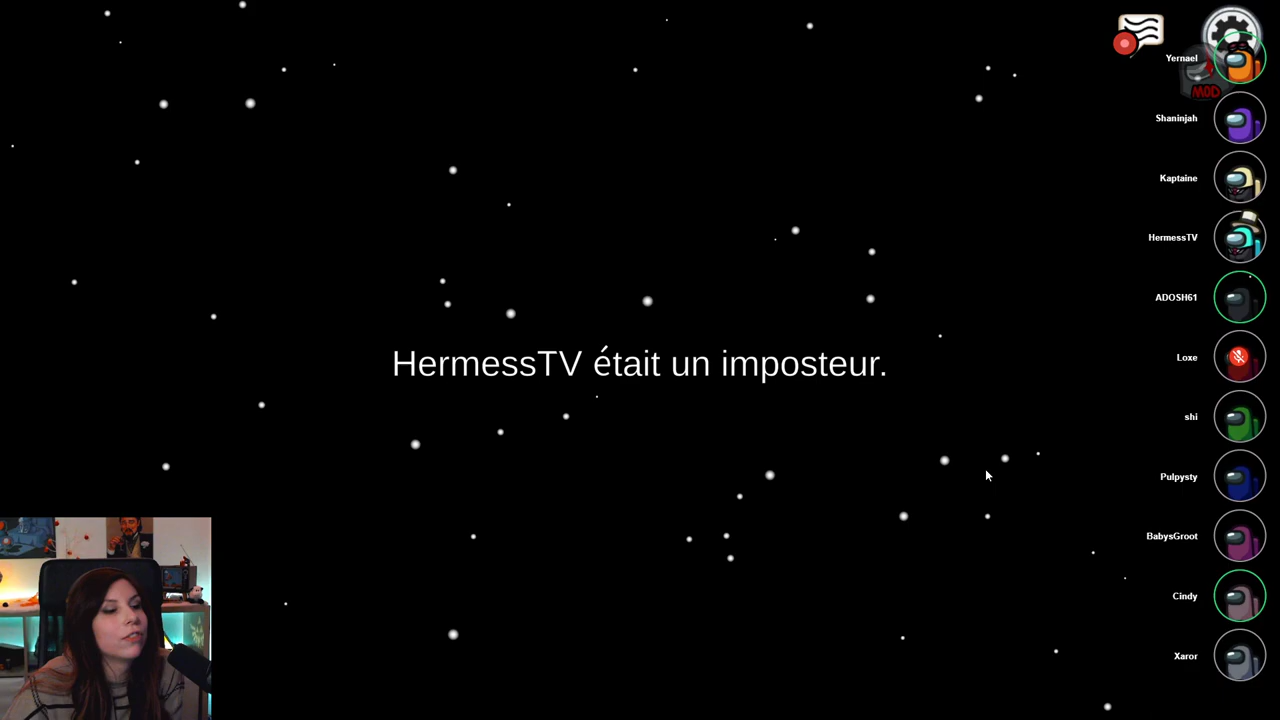 Yernael
MOD
Shaninjah
Kaptaine
HermessTV
ADOSH61
HermessTV était un imposteur.
Loxe
shi
Pulpysty
BabysGroot
Cindy
Xaror